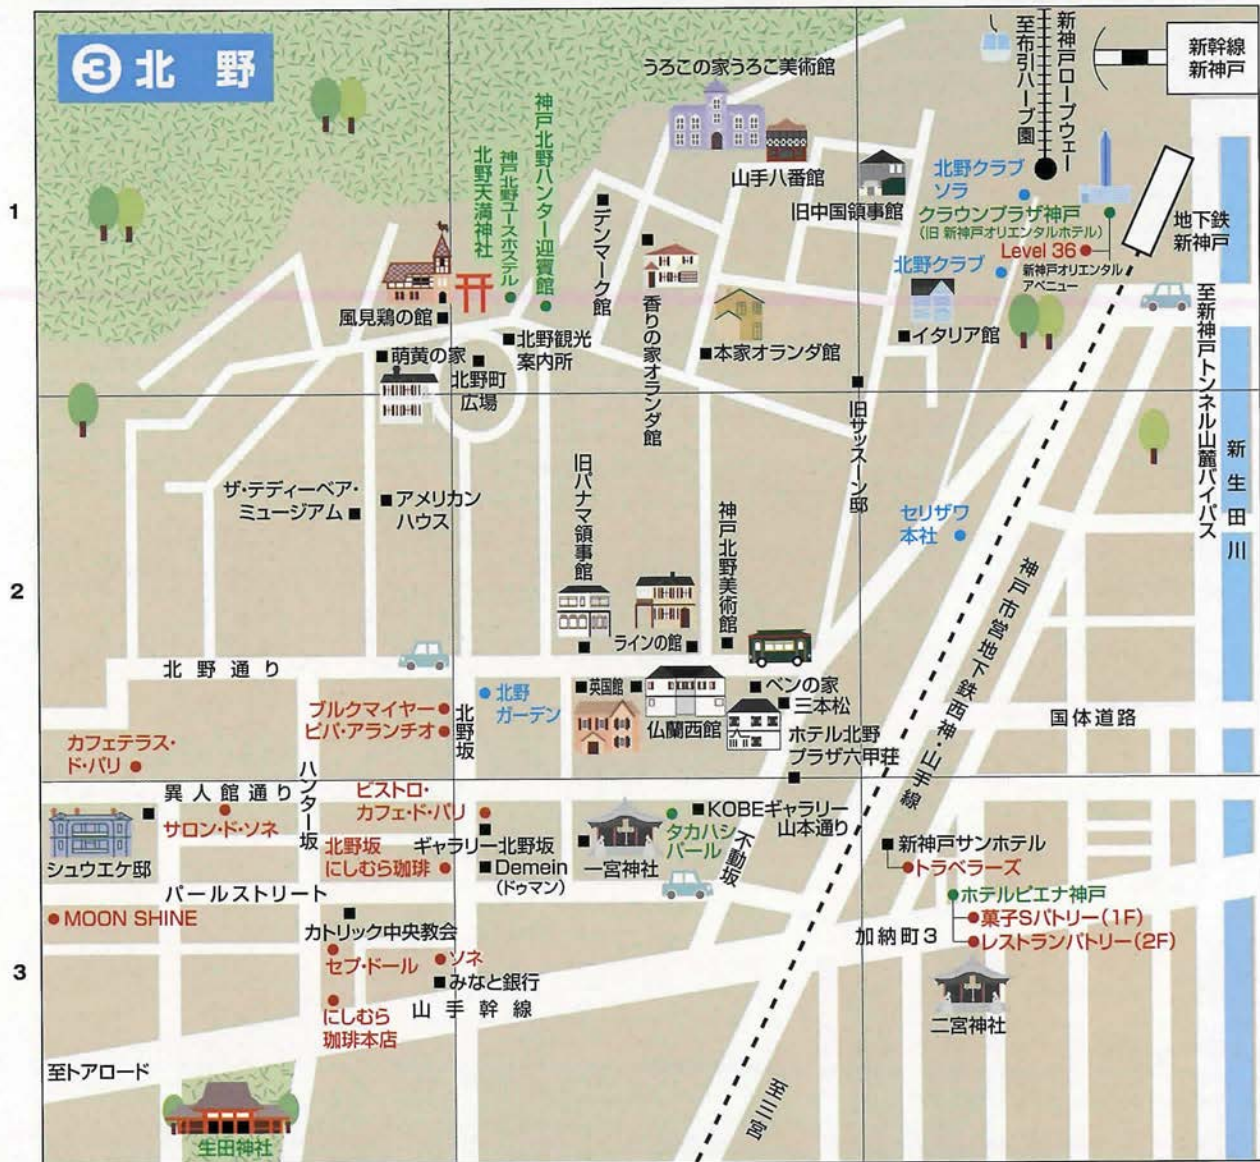 ③北野
うろこの家うろこ美術館
新神戸ロープウェー
至布引ハーブ園
新幹線
新神戸
1
神戸北野ハンター迎賓館
神戸北野ユースホステル
北野天満神社
デンマーク館
山手八番館
旧中国領事館
北野クラブ
ソラ
クラウンプラザ神戸
(旧 新神戸オリエンタルホテル)
Level 36
新神戸オリエンタル
アベニュー
地下鉄
新神戸
北野クラブ
風見鶏の館
香りの家オランダ館
イタリア館
至新神戸トンネル山麓バイパス
萌黄の家
北野観光
案内所
北野町
広場
本家オランダ館
旧サッスーン邸
新生田川
2
ザ・テディーベア・
ミュージアム
アメリカン
ハウス
旧パナマ領事館
神戸北野美術館
セリザワ
本社
神戸市営地下鉄西神・山手線
ラインの館
北野通り
ブルクマイヤー
ピパ・アランチオ
北野坂
北野
ガーデン
英国館
仏蘭西館
ベンの家
三本松
ホテル北野
プラザ六甲荘
国体道路
カフェテラス・
ド・パリ
ハンター坂
異人館通り
サロン・ド・ソネ
ビストロ・
カフェ・ド・パリ
シュウエケ邸
ギャラリー北野坂
北野坂
にしむら珈琲
Demein
(ドゥマン)
一宮神社
タカハシ
パール
KOBEギャラリー
山本通り
不動坂
新神戸サンホテル
トラベラーズ
パールストリート
3
MOON SHINE
カトリック中央教会
セプ・ドール
ソネ
みなと銀行
にしむら
珈琲本店
山手幹線
加納町3
ホテルピエナ神戸
菓子Sパトリー(1F)
レストランパトリー(2F)
二宮神社
至トアロード
生田神社
至三宮